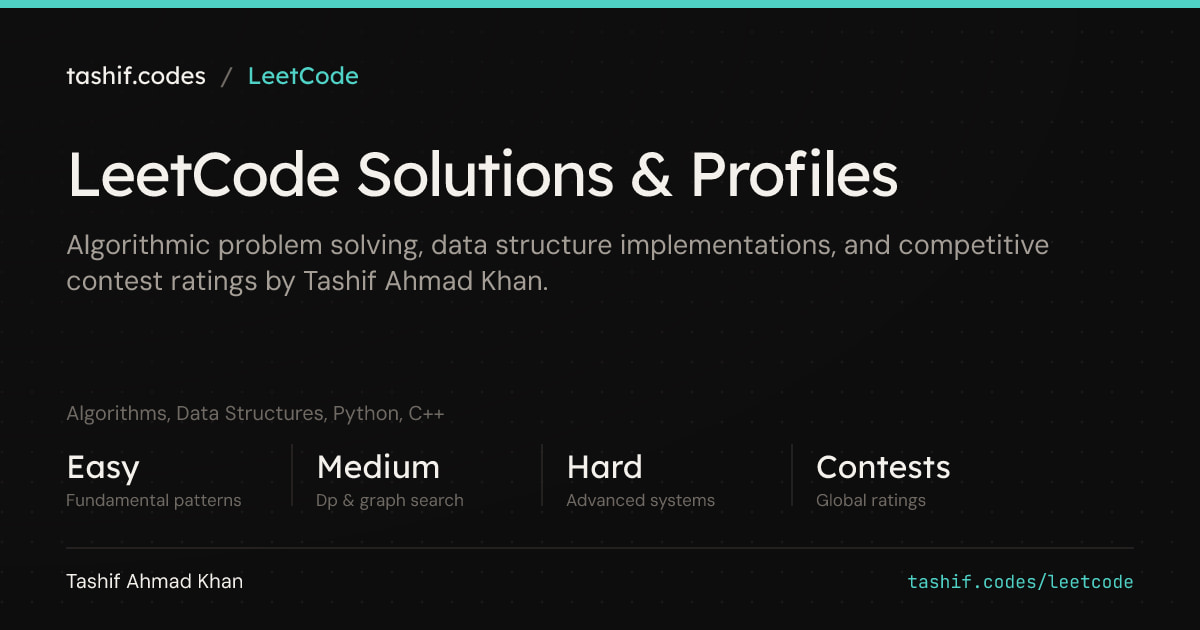 tashif.codes / LeetCode
LeetCode Solutions & Profiles
Algorithmic problem solving, data structure implementations, and competitive
contest ratings by Tashif Ahmad Khan.
Algorithms, Data Structures, Python, C++
Easy
Fundamental patterns
Medium
Dp & graph search
Hard
Advanced systems
Contests
Global ratings
Tashif Ahmad Khan
tashif.codes/leetcode